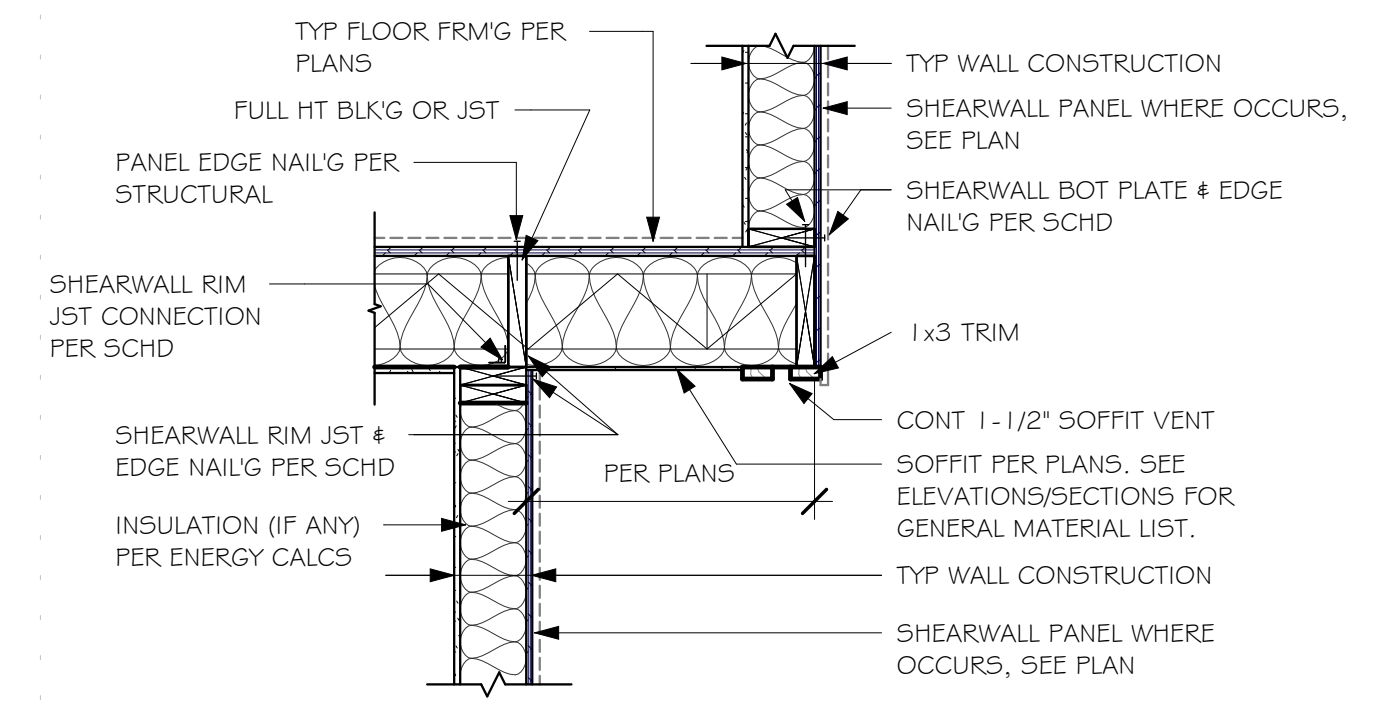 TYP FLOOR FRM'G PER
PLANS
FULL HT BLK'G OR JST
PANEL EDGE NAIL'G PER
STRUCTURAL
SHEARWALL RIM
JST CONNECTION
PER SCHD
SHEARWALL RIM JST &
EDGE NAIL'G PER SCHD
INSULATION (IF ANY)
PER ENERGY CALCS
PER PLANS
TYP WALL CONSTRUCTION
SHEARWALL PANEL WHERE OCCURS,
SEE PLAN
SHEARWALL BOT PLATE & EDGE
NAIL'G PER SCHD
1x3 TRIM
CONT 1-1/2" SOFFIT VENT
SOFFIT PER PLANS. SEE
ELEVATIONS/SECTIONS FOR
GENERAL MATERIAL LIST.
TYP WALL CONSTRUCTION
SHEARWALL PANEL WHERE
OCCURS, SEE PLAN